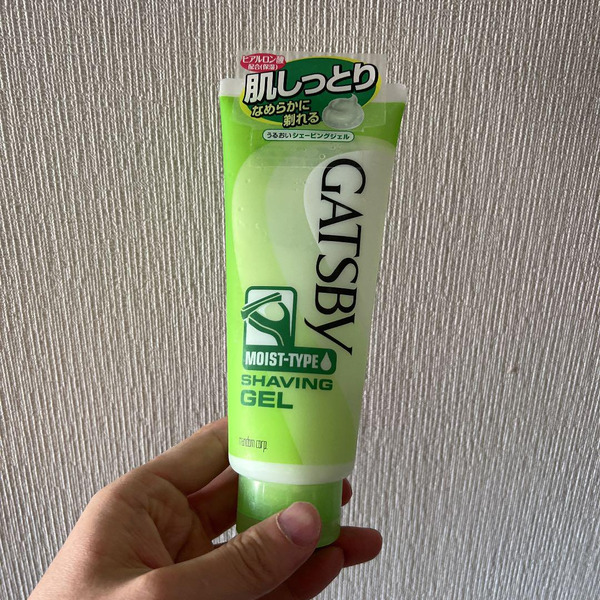 ヒアルロン酸
配合(保湿)
肌しっとり
なめらかに
剃れる
うるおいシェービングジェル
GATSBY
MOIST-TYPE
SHAVING
GEL
mandom corp.